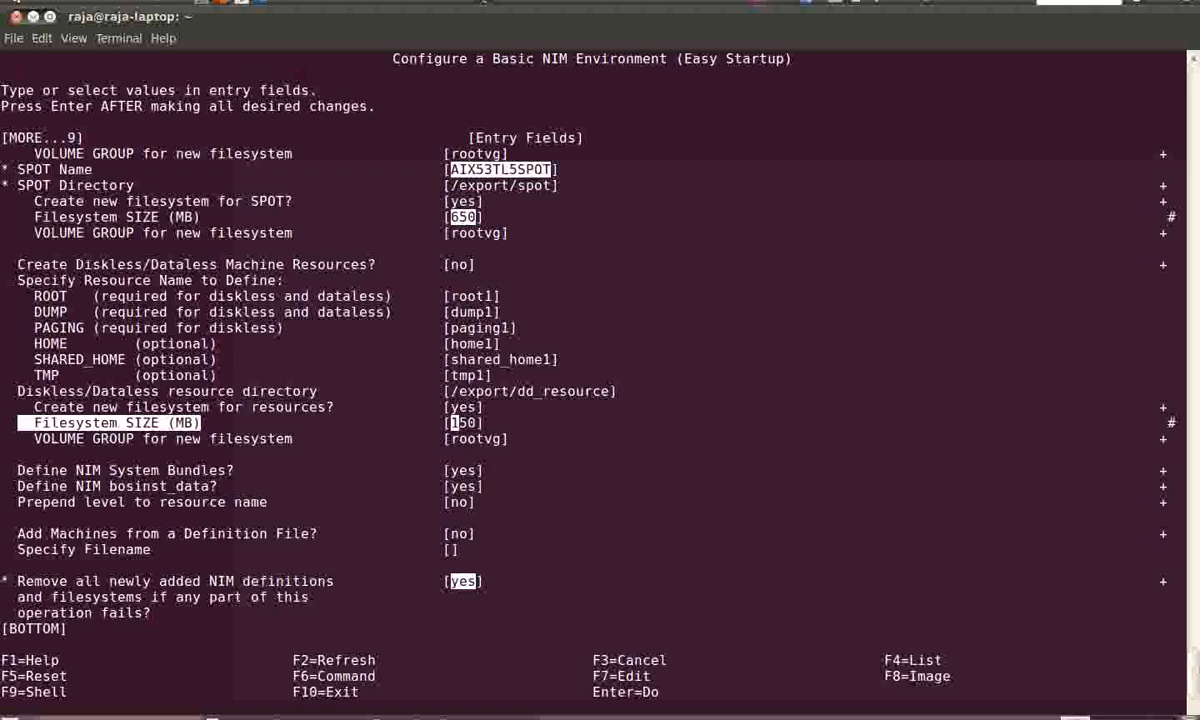 raja@raja-laptop: ~
File Edit View Terminal Help
Configure a Basic NIM Environment (Easy Startup)
Type or select values in entry fields.
Press Enter AFTER making all desired changes.
[MORE...9] [Entry Fields]
VOLUME GROUP for new filesystem [rootvg] +
* SPOT Name [AIX53TL5SPOT]
* SPOT Directory [/export/spot] +
Create new filesystem for SPOT? [yes] +
Filesystem SIZE (MB) [650] #
VOLUME GROUP for new filesystem [rootvg] +
Create Diskless/Dataless Machine Resources? [no] +
Specify Resource Name to Define:
ROOT (required for diskless and dataless) [root1]
DUMP (required for diskless and dataless) [dump1]
PAGING (required for diskless) [paging1]
HOME (optional) [home1]
SHARED_HOME (optional) [shared_home1]
TMP (optional) [tmp1]
Diskless/Dataless resource directory [/export/dd_resource]
Create new filesystem for resources? [yes] +
Filesystem SIZE (MB) [150] #
VOLUME GROUP for new filesystem [rootvg] +
Define NIM System Bundles? [yes] +
Define NIM bosinst_data? [yes] +
Prepend level to resource name [no] +
Add Machines from a Definition File? [no] +
Specify Filename []
* Remove all newly added NIM definitions [yes] +
and filesystems if any part of this
operation fails?
[BOTTOM]
F1=Help F2=Refresh F3=Cancel F4=List
F5=Reset F6=Command F7=Edit F8=Image
F9=Shell F10=Exit Enter=Do